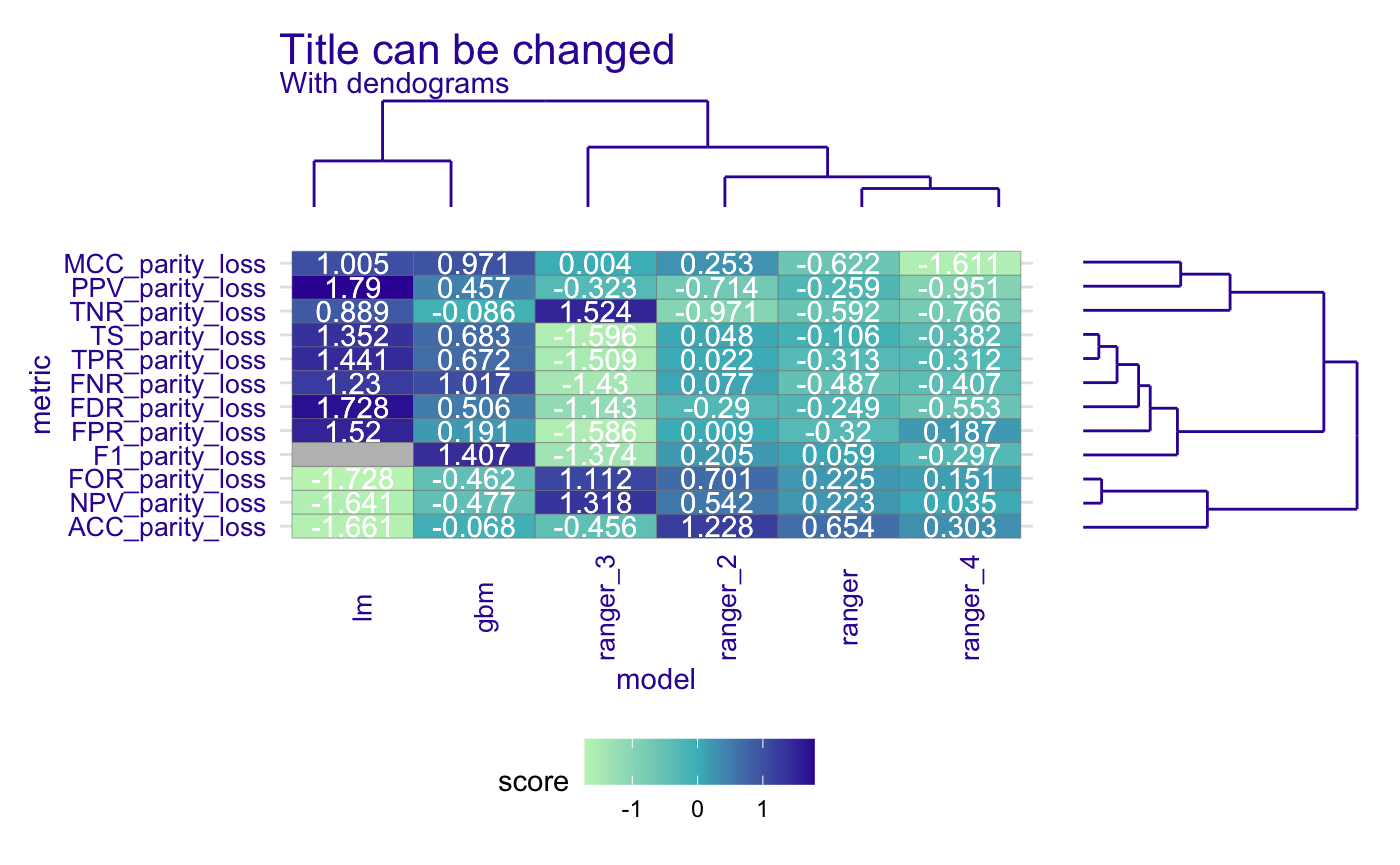 Title can be changed
With dendograms
metric
MCC_parity_loss 1.005 0.971 0.004 0.253 -0.622 -1.611
PPV_parity_loss 1.79 0.457 -0.323 -0.714 -0.259 -0.951
TNR_parity_loss 0.889 -0.086 1.524 -0.971 -0.592 -0.766
TS_parity_loss 1.352 0.683 -1.596 0.048 -0.106 -0.382
TPR_parity_loss 1.441 0.672 -1.509 0.022 -0.313 -0.312
FNR_parity_loss 1.23 1.017 -1.43 0.077 -0.487 -0.407
FDR_parity_loss 1.728 0.506 -1.143 -0.29 -0.249 -0.553
FPR_parity_loss 1.52 0.191 -1.586 0.009 -0.32 0.187
F1_parity_loss 1.407 -1.374 0.205 0.059 -0.297
FOR_parity_loss -1.728 -0.462 1.112 0.701 0.225 0.151
NPV_parity_loss -1.641 -0.477 1.318 0.542 0.223 0.035
ACC_parity_loss -1.661 -0.068 -0.456 1.228 0.654 0.303
lm gbm ranger_3 ranger_2 ranger ranger_4
model
score
-1 0 1